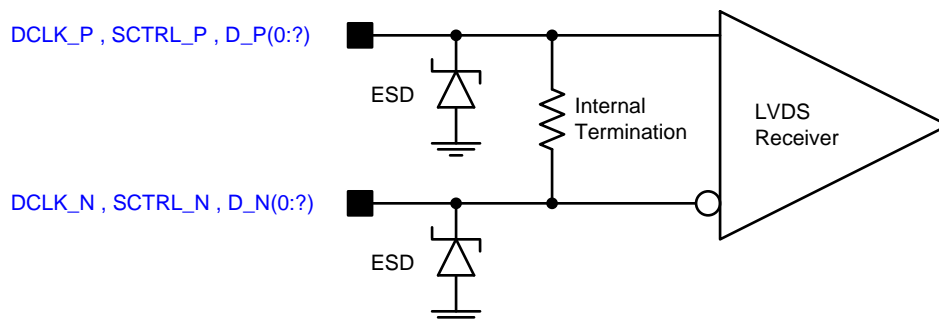 DCLK_P , SCTRL_P , D_P(0:?)
ESD
Internal
Termination
LVDS
Receiver
DCLK_N , SCTRL_N , D_N(0:?)
ESD